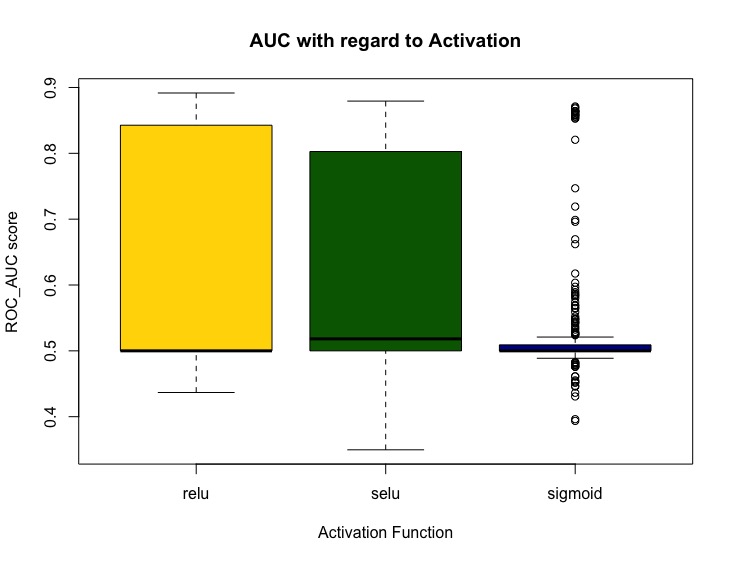 AUC with regard to Activation
ROC_AUC score
0.9
0.8
0.7
0.6
0.5
0.4
relu
selu
sigmoid
Activation Function